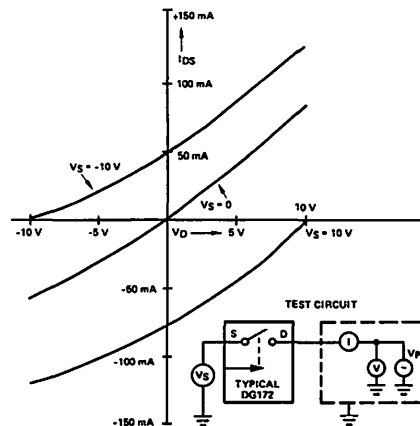 +150 mA
IDS
100 mA
50 mA
VS = -10 V
VS = 0
10 V
-10 V
-5 V
VD
5 V
VS = 10 V
-50 mA
-100 mA
-150 mA
TEST CIRCUIT
S
D
I
VS
V
~
TYPICAL
DG172